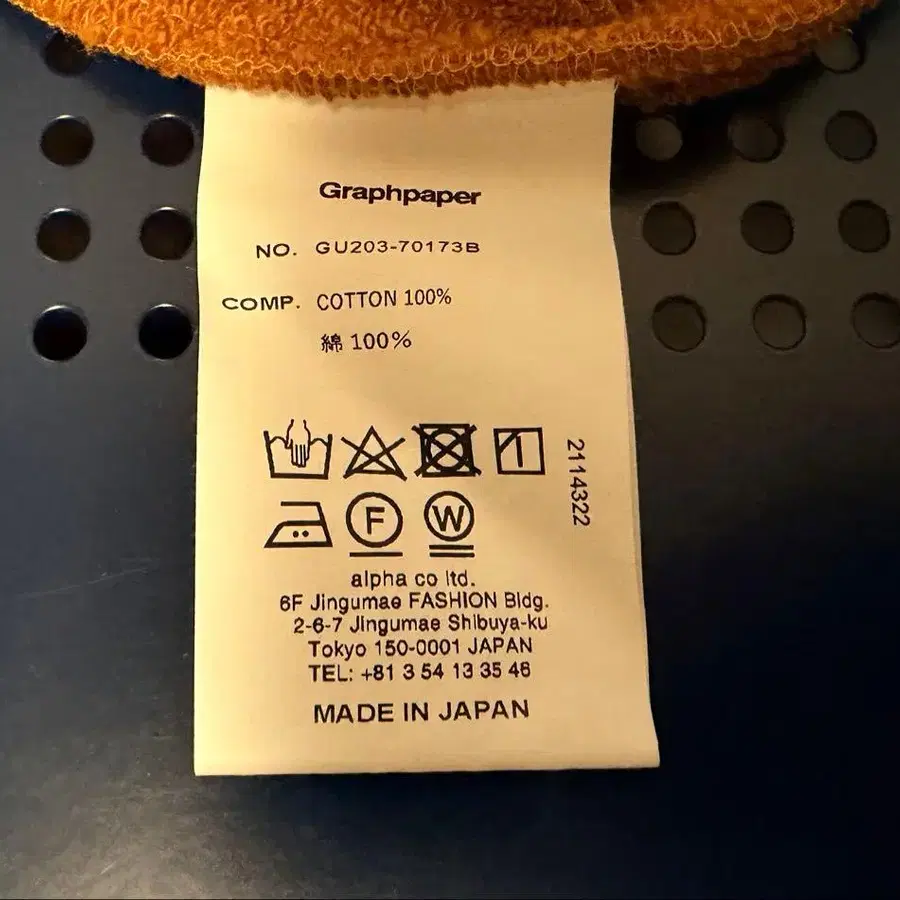 Graphpaper
NO. GU203-70173B
COMP. COTTON 100%
綿 100%
2114322
F W
alpha co ltd.
6F Jingumae FASHION Bldg.
2-6-7 Jingumae Shibuya-ku
Tokyo 150-0001 JAPAN
TEL: +81 3 54 13 35 46
MADE IN JAPAN